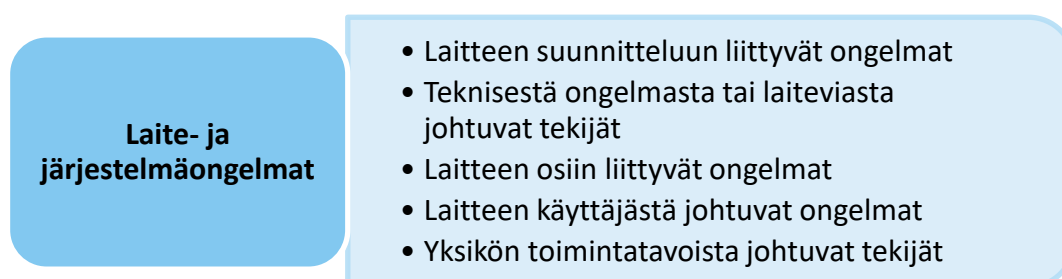 Laite- ja
järjestelmäongelmat
• Laitteen suunnitteluun liittyvät ongelmat
• Teknisestä ongelmasta tai laiteviasta
johtuvat tekijät
• Laitteen osiin liittyvät ongelmat
• Laitteen käyttäjästä johtuvat ongelmat
• Yksikön toimintatavoista johtuvat tekijät